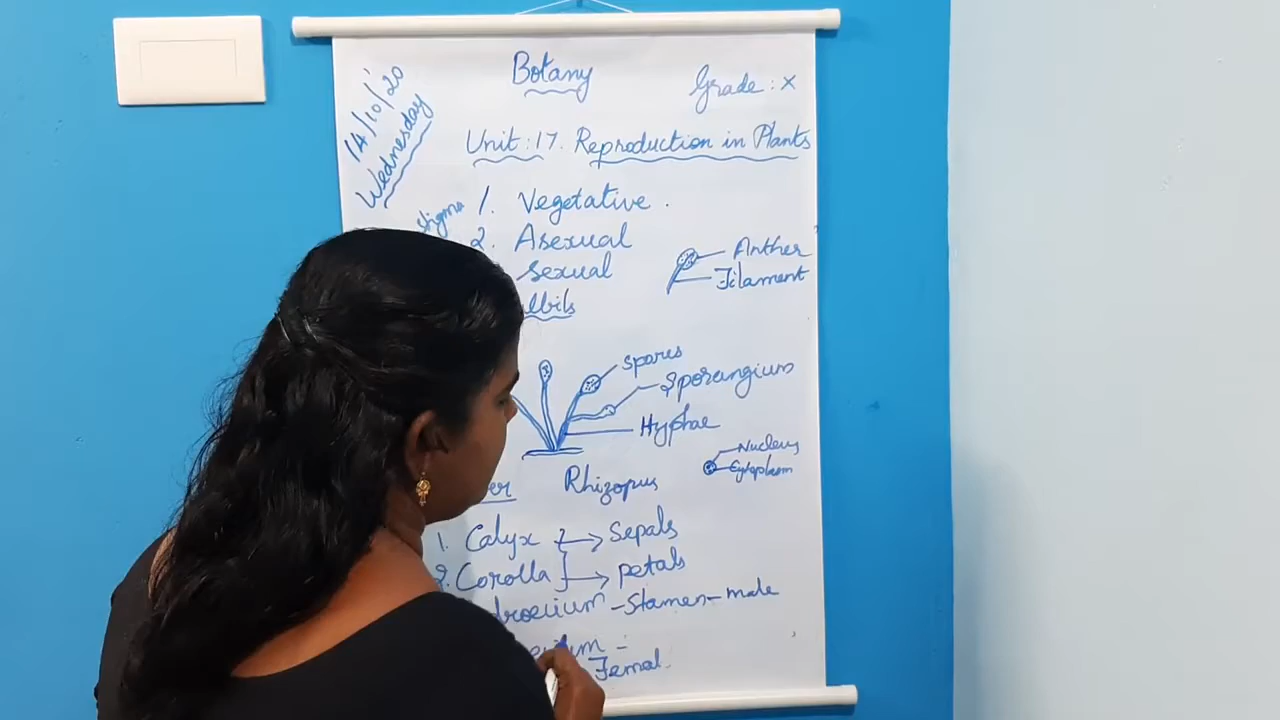 Botany
Grade : X
14/10/'20
Wednesday
Unit : 17. Reproduction in Plants
1. Vegetative .
Stigma
2. Asexual
Sexual
Anther
Filament
Spores
Sporangium
Hyphae
Nucleus
Cytoplasm
Rhizopus
1. Calyx → Sepals
2. Corolla → Petals
droecium - Stamen - male
Femal